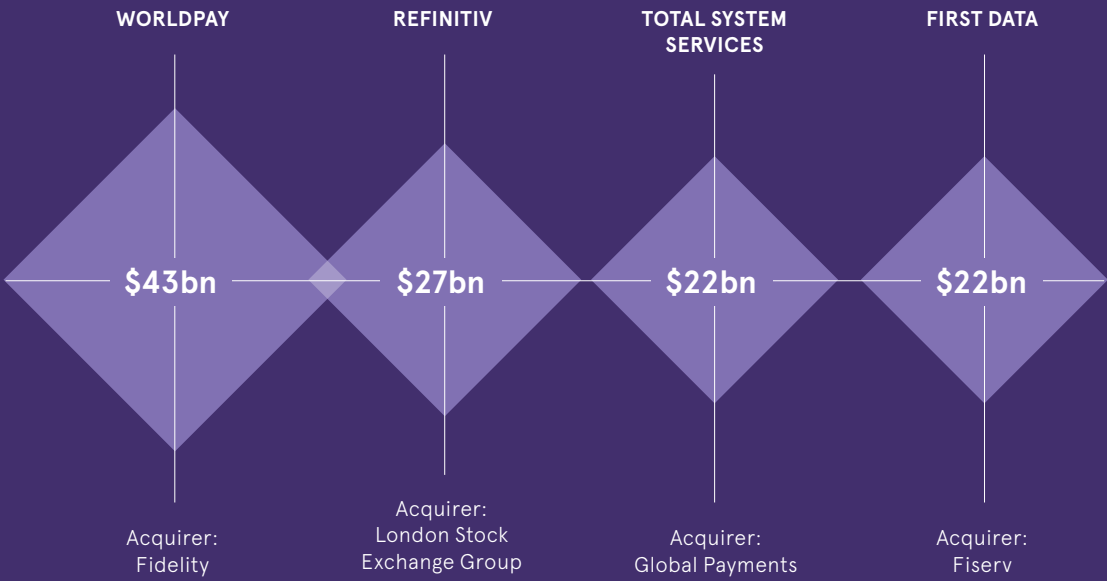 WORLDPAY
REFINITIV
TOTAL SYSTEM
SERVICES
FIRST DATA
$43bn
$27bn
$22bn
$22bn
Acquirer:
Fidelity
Acquirer:
London Stock
Exchange Group
Acquirer:
Global Payments
Acquirer:
Fiserv